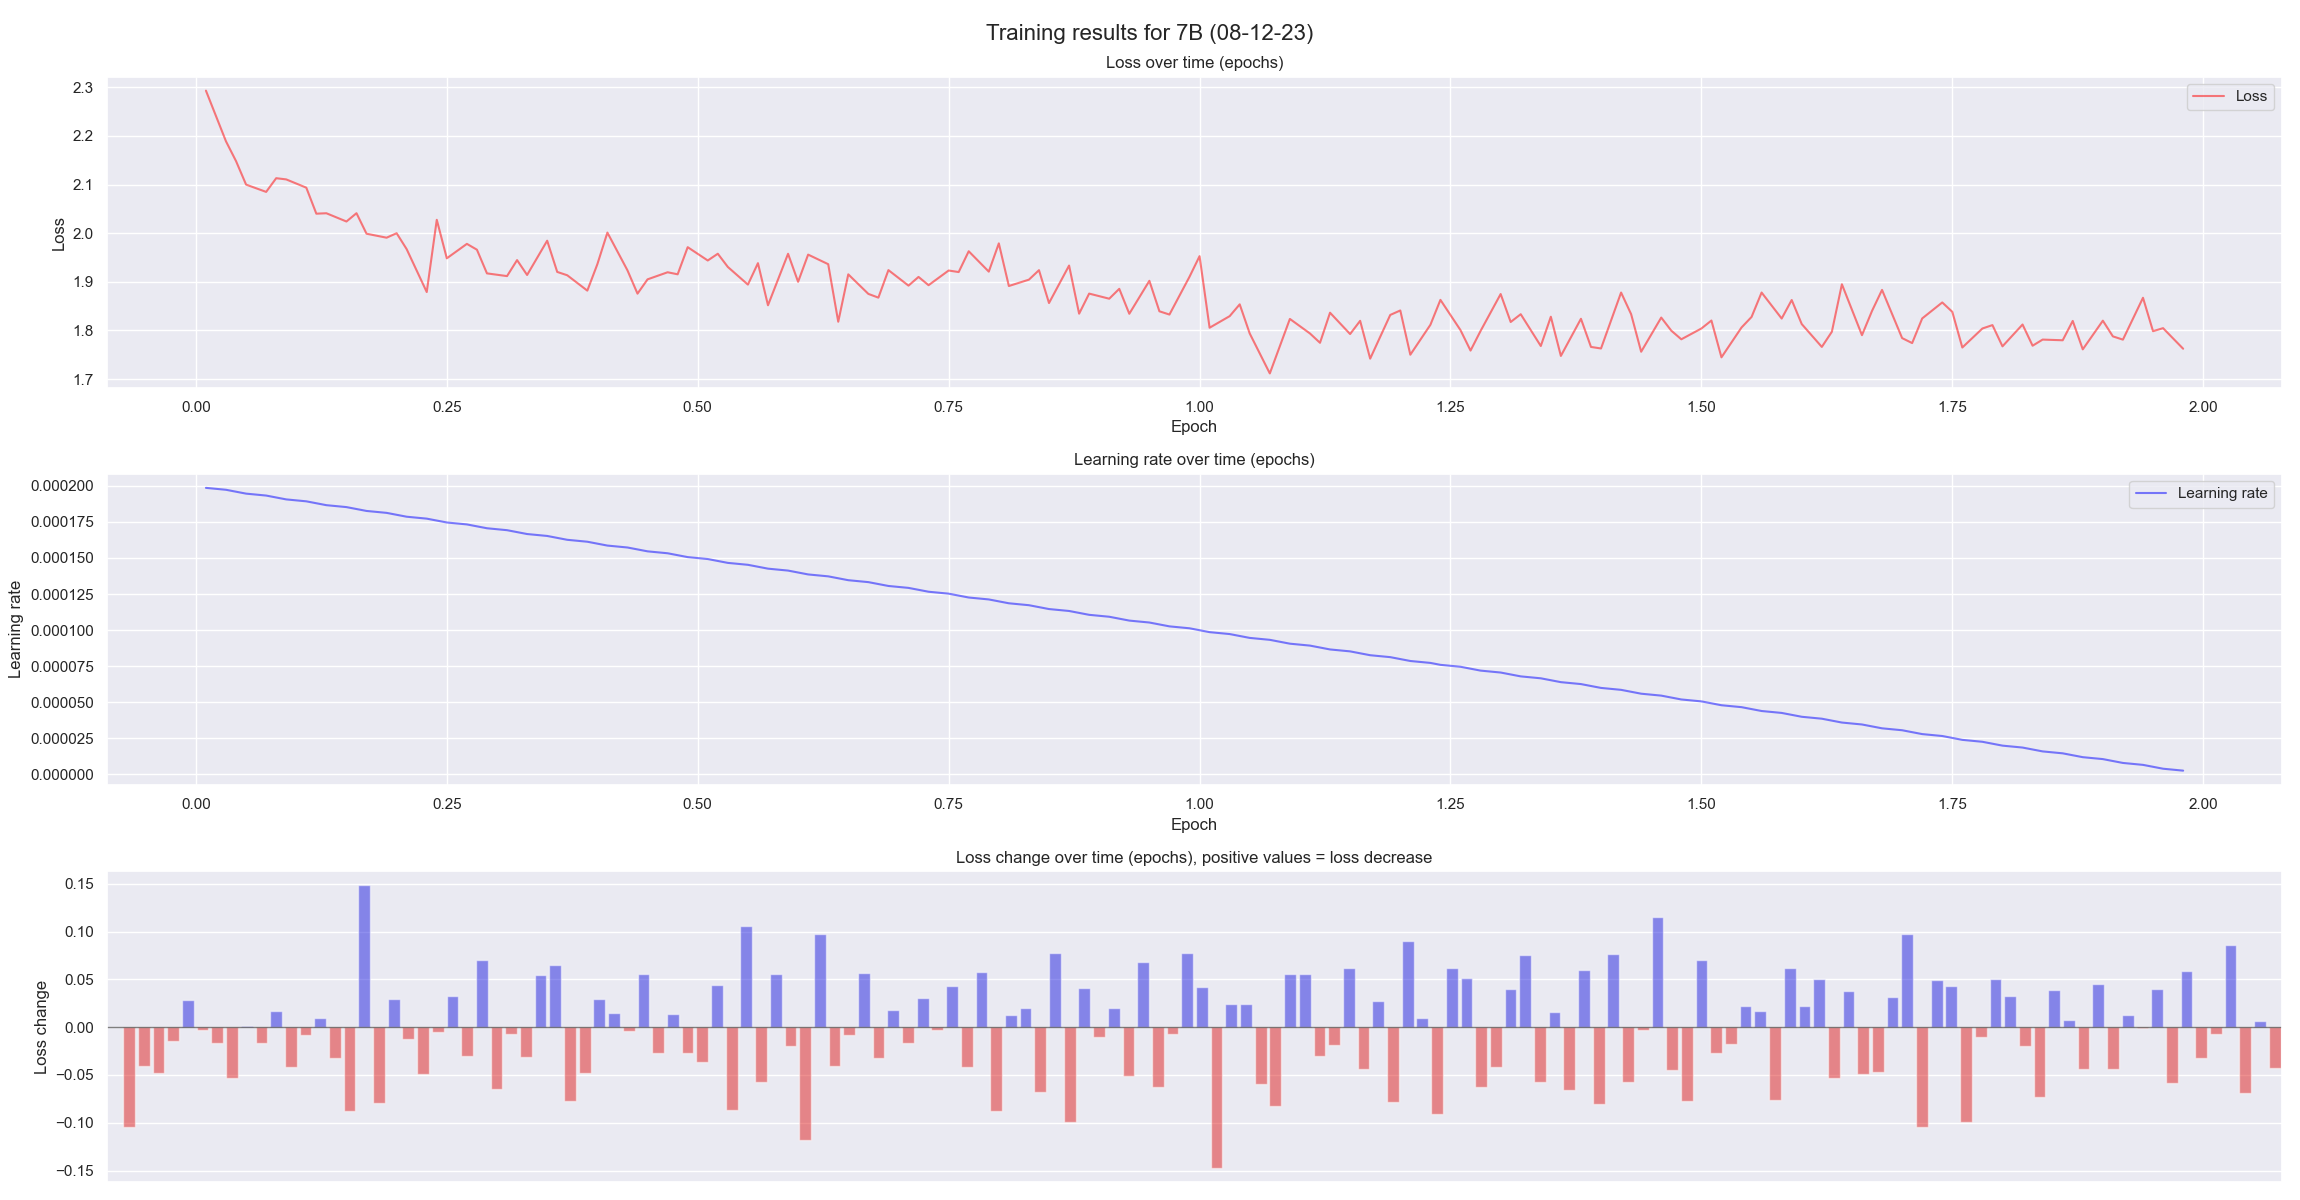 Training results for 7B (08-12-23)
Loss over time (epochs)
2.3
2.2
2.1
2.0
1.9
1.8
1.7
Loss
Loss
0.00 0.25 0.50 0.75 1.00 1.25 1.50 1.75 2.00
Epoch
Learning rate over time (epochs)
0.000200
0.000175
0.000150
0.000125
0.000100
0.000075
0.000050
0.000025
0.000000
Learning rate
Learning rate
0.00 0.25 0.50 0.75 1.00 1.25 1.50 1.75 2.00
Epoch
Loss change over time (epochs), positive values = loss decrease
0.15
0.10
0.05
0.00
−0.05
−0.10
−0.15
Loss change